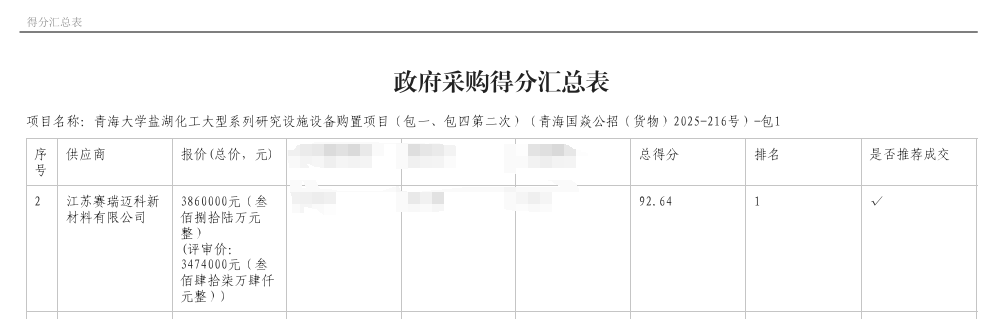 得分汇总表
政府采购得分汇总表
项目名称：青海大学盐湖化工大型系列研究设施设备购置项目（包一、包四第二次）（青海国焱公招（货物）2025-216号）-包1
序号 供应商 报价(总价，元) 总得分 排名 是否推荐成交
2 江苏赛瑞迈科新材料有限公司 3860000元（叁佰捌拾陆万元整）(评审价：3474000元（叁佰肆拾柒万肆仟元整）) 92.64 1 ✓